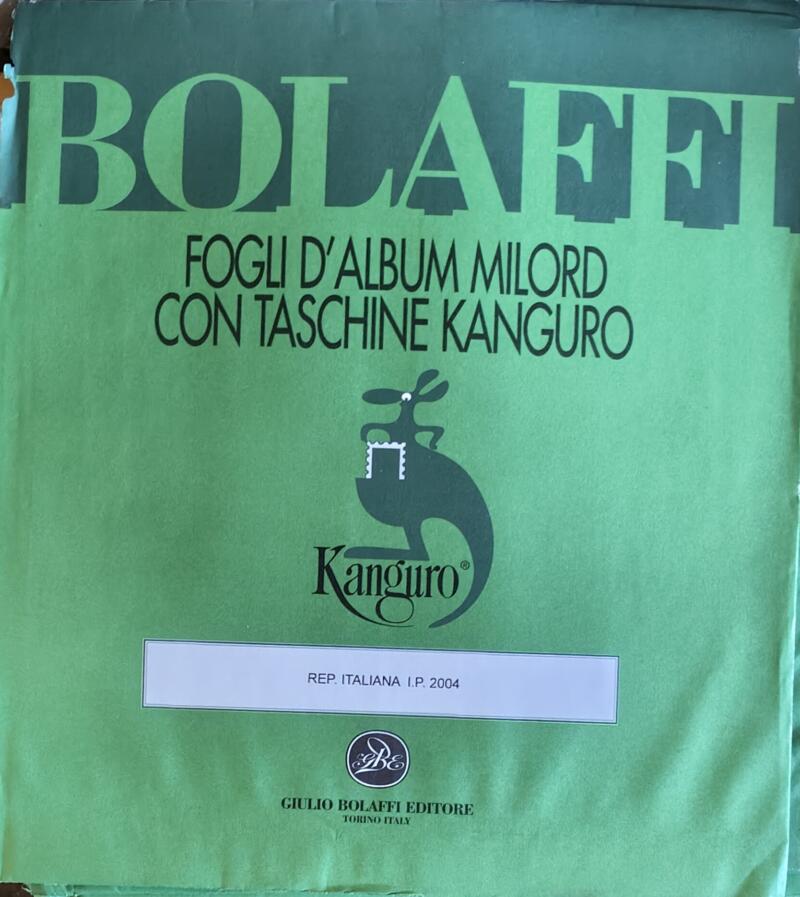 BOLAFFI
FOGLI D'ALBUM MILORD
CON TASCHINE KANGURO
Kanguro®
REP. ITALIANA I.P. 2004
GBE
GIULIO BOLAFFI EDITORE
TORINO ITALY